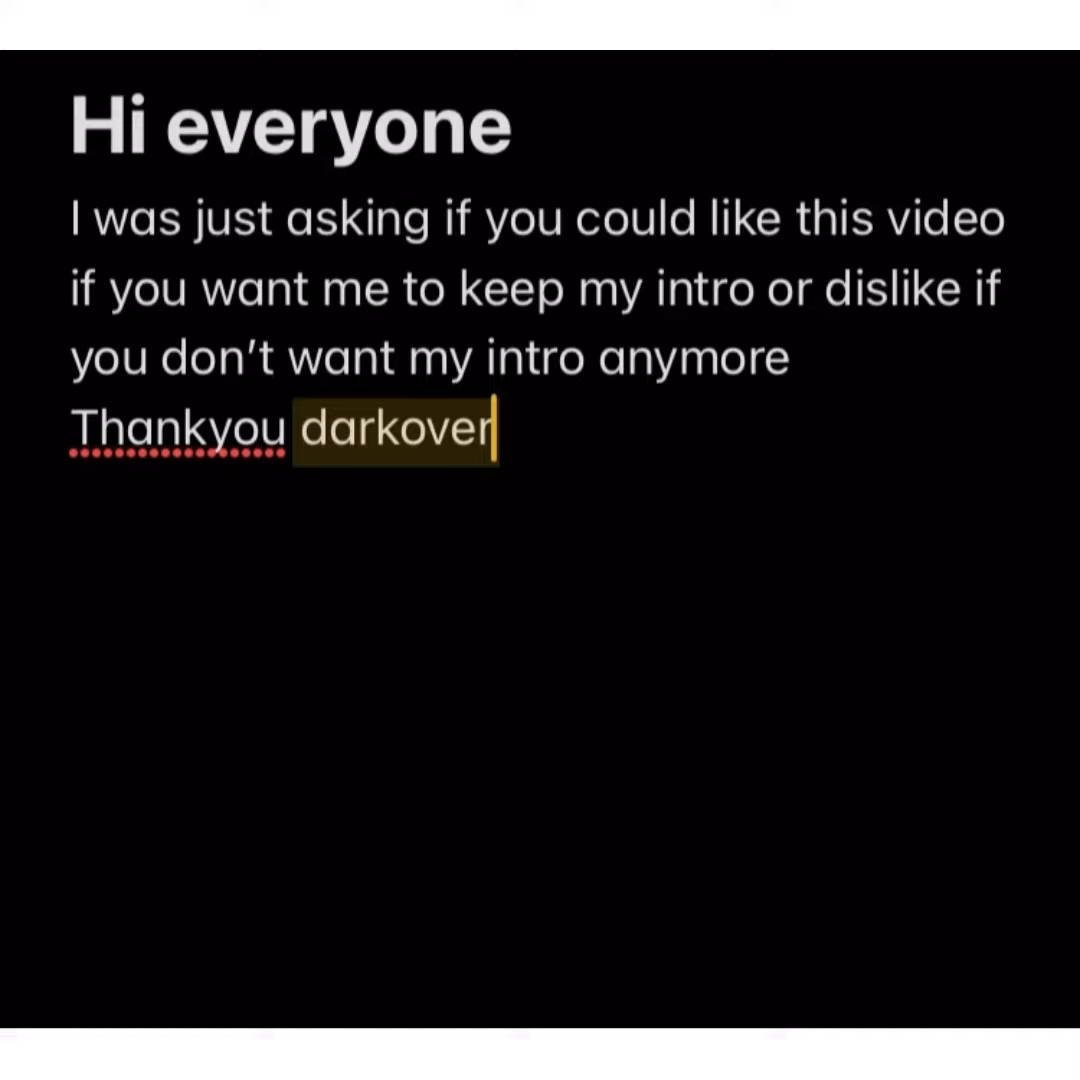 Hi everyone
I was just asking if you could like this video
if you want me to keep my intro or dislike if
you don’t want my intro anymore
Thankyou darkover